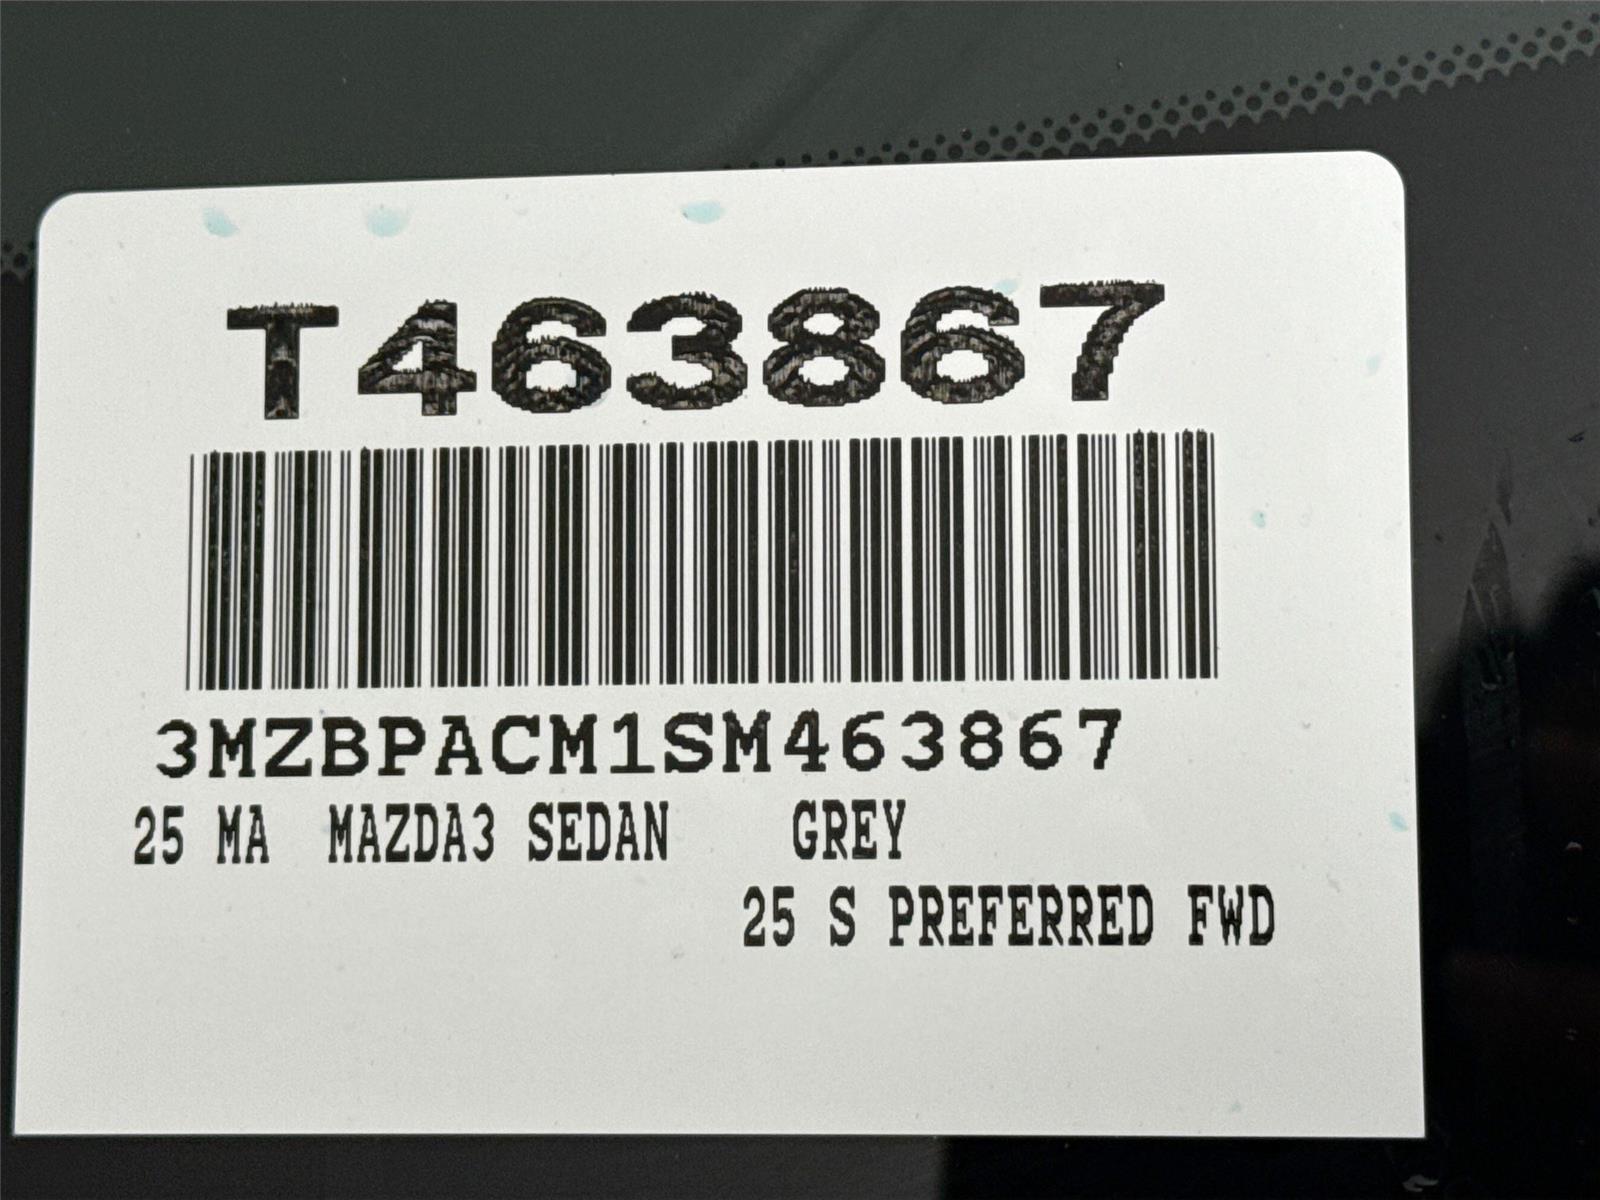 T463867
3MZBPACM1SM463867
25 MA MAZDA3 SEDAN GREY
25 S PREFERRED FWD